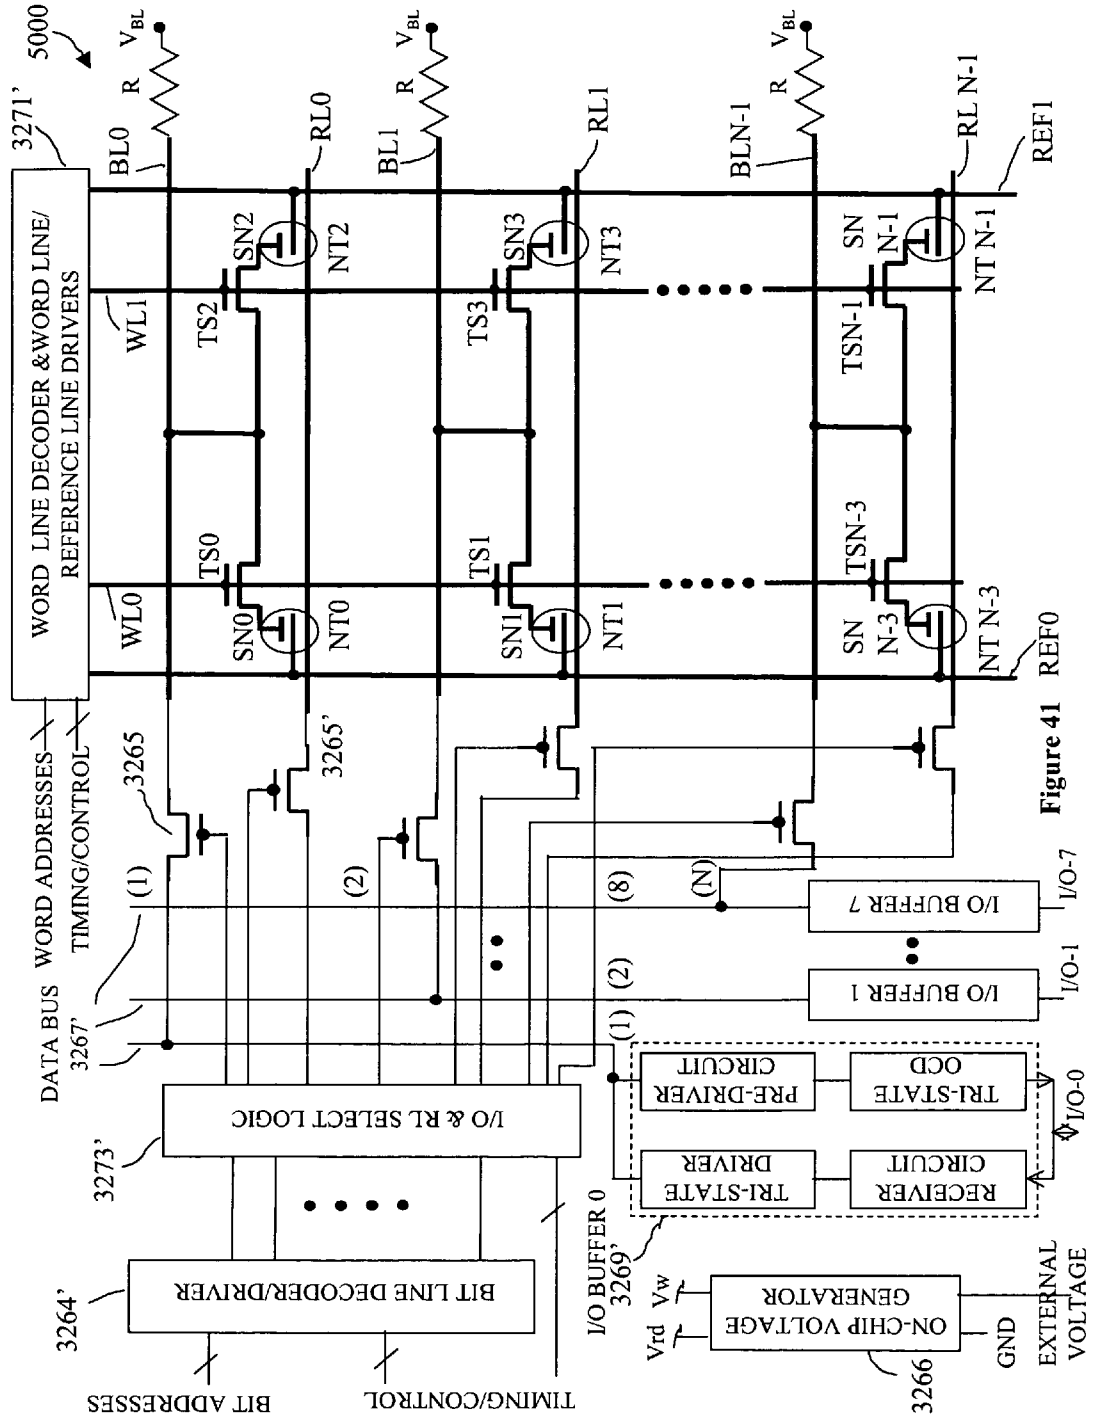 5000
3271'
WORD LINE DECODER &WORD LINE/
REFERENCE LINE DRIVERS
WORD ADDRESSES
TIMING/CONTROL
BL0
R
VBL
RL0
WL0
WL1
TS0
SN0
NT0
TS2
SN2
NT2
BL1
R
VBL
RL1
TS1
SN1
NT1
TS3
SN3
NT3
BLN-1
R
VBL
RL N-1
TSN-3
SN
N-3
NT N-3
TSN-1
SN
N-1
NT N-1
REF0
REF1
3265
3265'
DATA BUS
3267'
(1)
(2)
(N)
(1)
(2)
(8)
3273'
I/O & RL SELECT LOGIC
3264'
BIT LINE DECODER/DRIVER
BIT ADDRESSES
TIMING/CONTROL
TIMING/CONTROL
I/O BUFFER 0
3269'
PRE-DRIVER
CIRCUIT
TRI-STATE
OCD
TRI-STATE
DRIVER
RECEIVER
CIRCUIT
I/O-0
I/O BUFFER 1
I/O-1
I/O BUFFER 7
I/O-7
Vrd
Vw
ON-CHIP VOLTAGE
GENERATOR
3266
GND
EXTERNAL
VOLTAGE
Figure 41